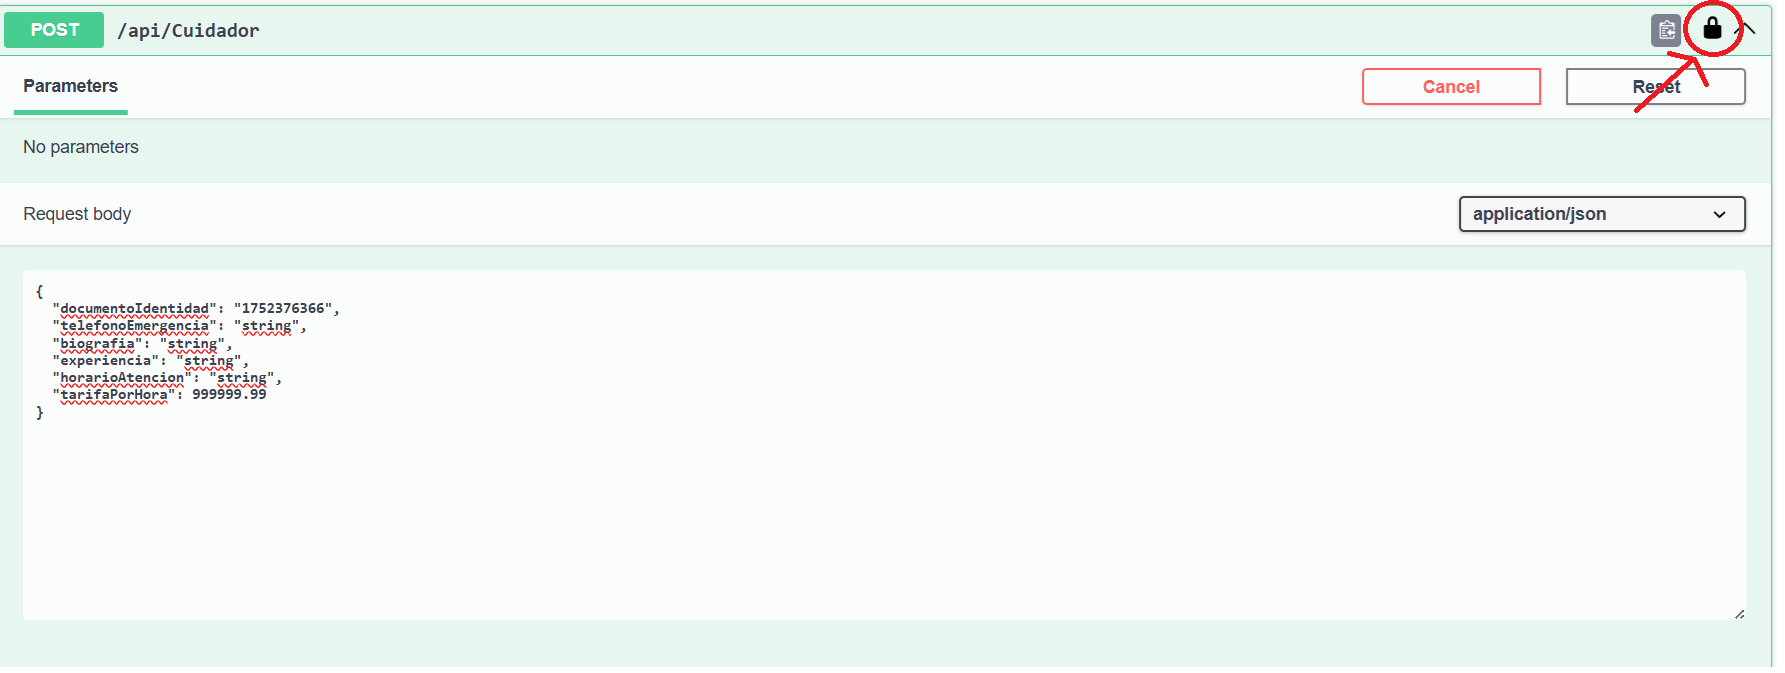 POST /api/Cuidador
Parameters
Cancel
Reset
No parameters
Request body
application/json
{
"documentoIdentidad": "1752376366",
"telefonoEmergencia": "string",
"biografia": "string",
"experiencia": "string",
"horarioAtencion": "string",
"tarifaPorHora": 999999.99
}